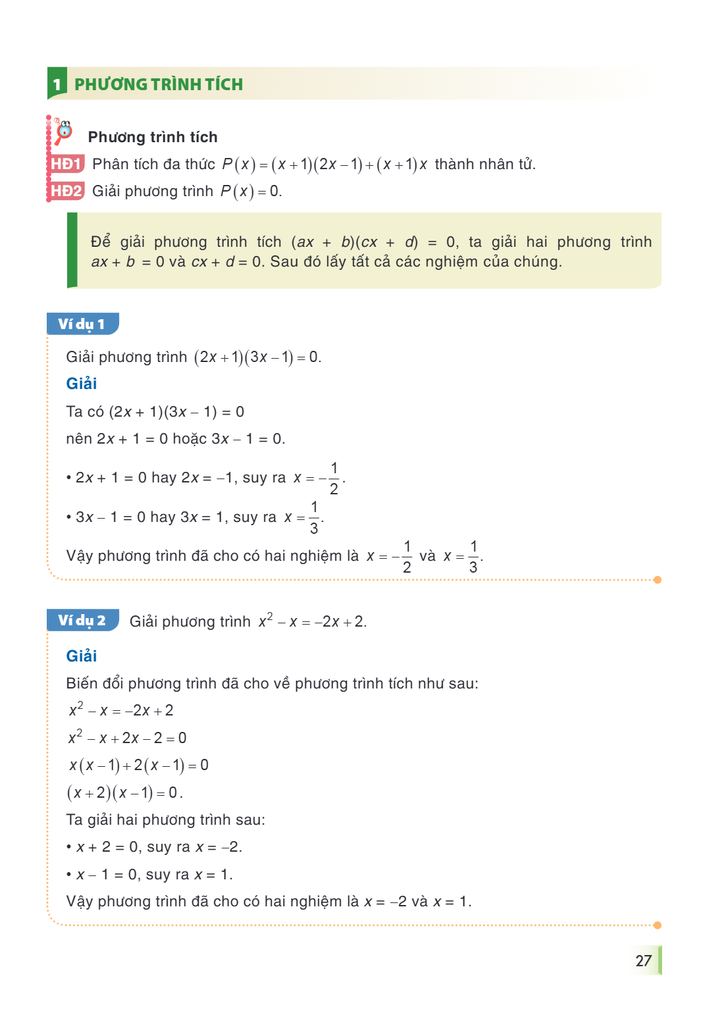 1 PHƯƠNG TRÌNH TÍCH
Phương trình tích
HĐ1 Phân tích đa thức P(x) = (x + 1)(2x − 1) + (x + 1)x thành nhân tử.
HĐ2 Giải phương trình P(x) = 0.
Để giải phương trình tích (ax + b)(cx + d) = 0, ta giải hai phương trình
ax + b = 0 và cx + d = 0. Sau đó lấy tất cả các nghiệm của chúng.
Ví dụ 1
Giải phương trình (2x + 1)(3x − 1) = 0.
Giải
Ta có (2x + 1)(3x − 1) = 0
nên 2x + 1 = 0 hoặc 3x − 1 = 0.
• 2x + 1 = 0 hay 2x = −1, suy ra x = −1/2.
• 3x − 1 = 0 hay 3x = 1, suy ra x = 1/3.
Vậy phương trình đã cho có hai nghiệm là x = −1/2 và x = 1/3.
Ví dụ 2 Giải phương trình x² − x = −2x + 2.
Giải
Biến đổi phương trình đã cho về phương trình tích như sau:
x² − x = −2x + 2
x² − x + 2x − 2 = 0
x(x − 1) + 2(x − 1) = 0
(x + 2)(x − 1) = 0.
Ta giải hai phương trình sau:
• x + 2 = 0, suy ra x = −2.
• x − 1 = 0, suy ra x = 1.
Vậy phương trình đã cho có hai nghiệm là x = −2 và x = 1.
27